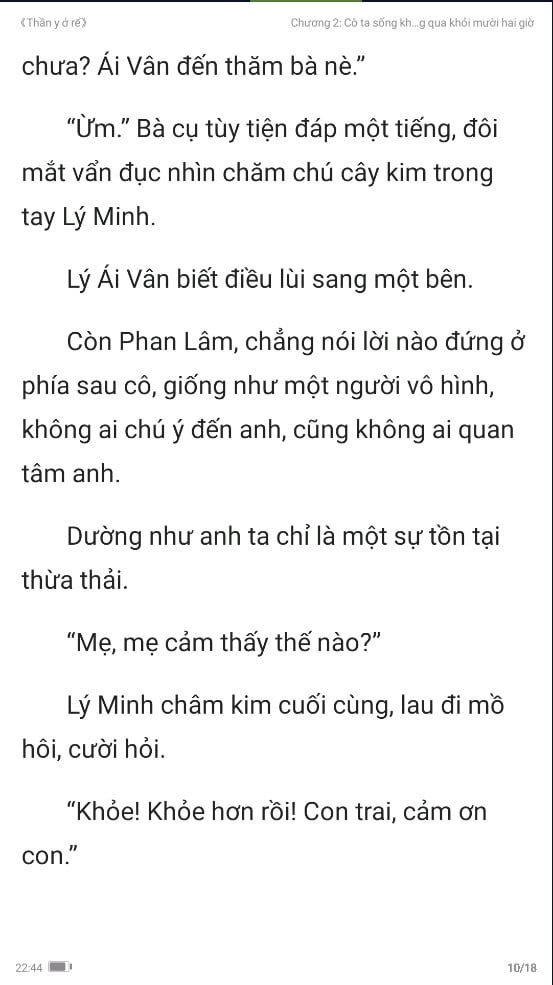 《Thần y ở rể》 Chương 2: Cô ta sống kh...g qua khỏi mười hai giờ
chưa? Ái Vân đến thăm bà nè.”
“Ừm.” Bà cụ tùy tiện đáp một tiếng, đôi
mắt vẩn đục nhìn chăm chú cây kim trong
tay Lý Minh.
Lý Ái Vân biết điều lùi sang một bên.
Còn Phan Lâm, chẳng nói lời nào đứng ở
phía sau cô, giống như một người vô hình,
không ai chú ý đến anh, cũng không ai quan
tâm anh.
Dường như anh ta chỉ là một sự tồn tại
thừa thải.
“Mẹ, mẹ cảm thấy thế nào?”
Lý Minh châm kim cuối cùng, lau đi mồ
hôi, cười hỏi.
“Khỏe! Khỏe hơn rồi! Con trai, cảm ơn
con.”
22:44 10/18